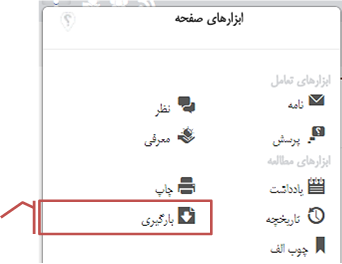 ابزارهای صفحه
ابزارهای تعامل
نامه نظر
پرسش معرفی
ابزارهای مطالعه
یادداشت چاپ
تاریخچه بارگیری
چوب الف